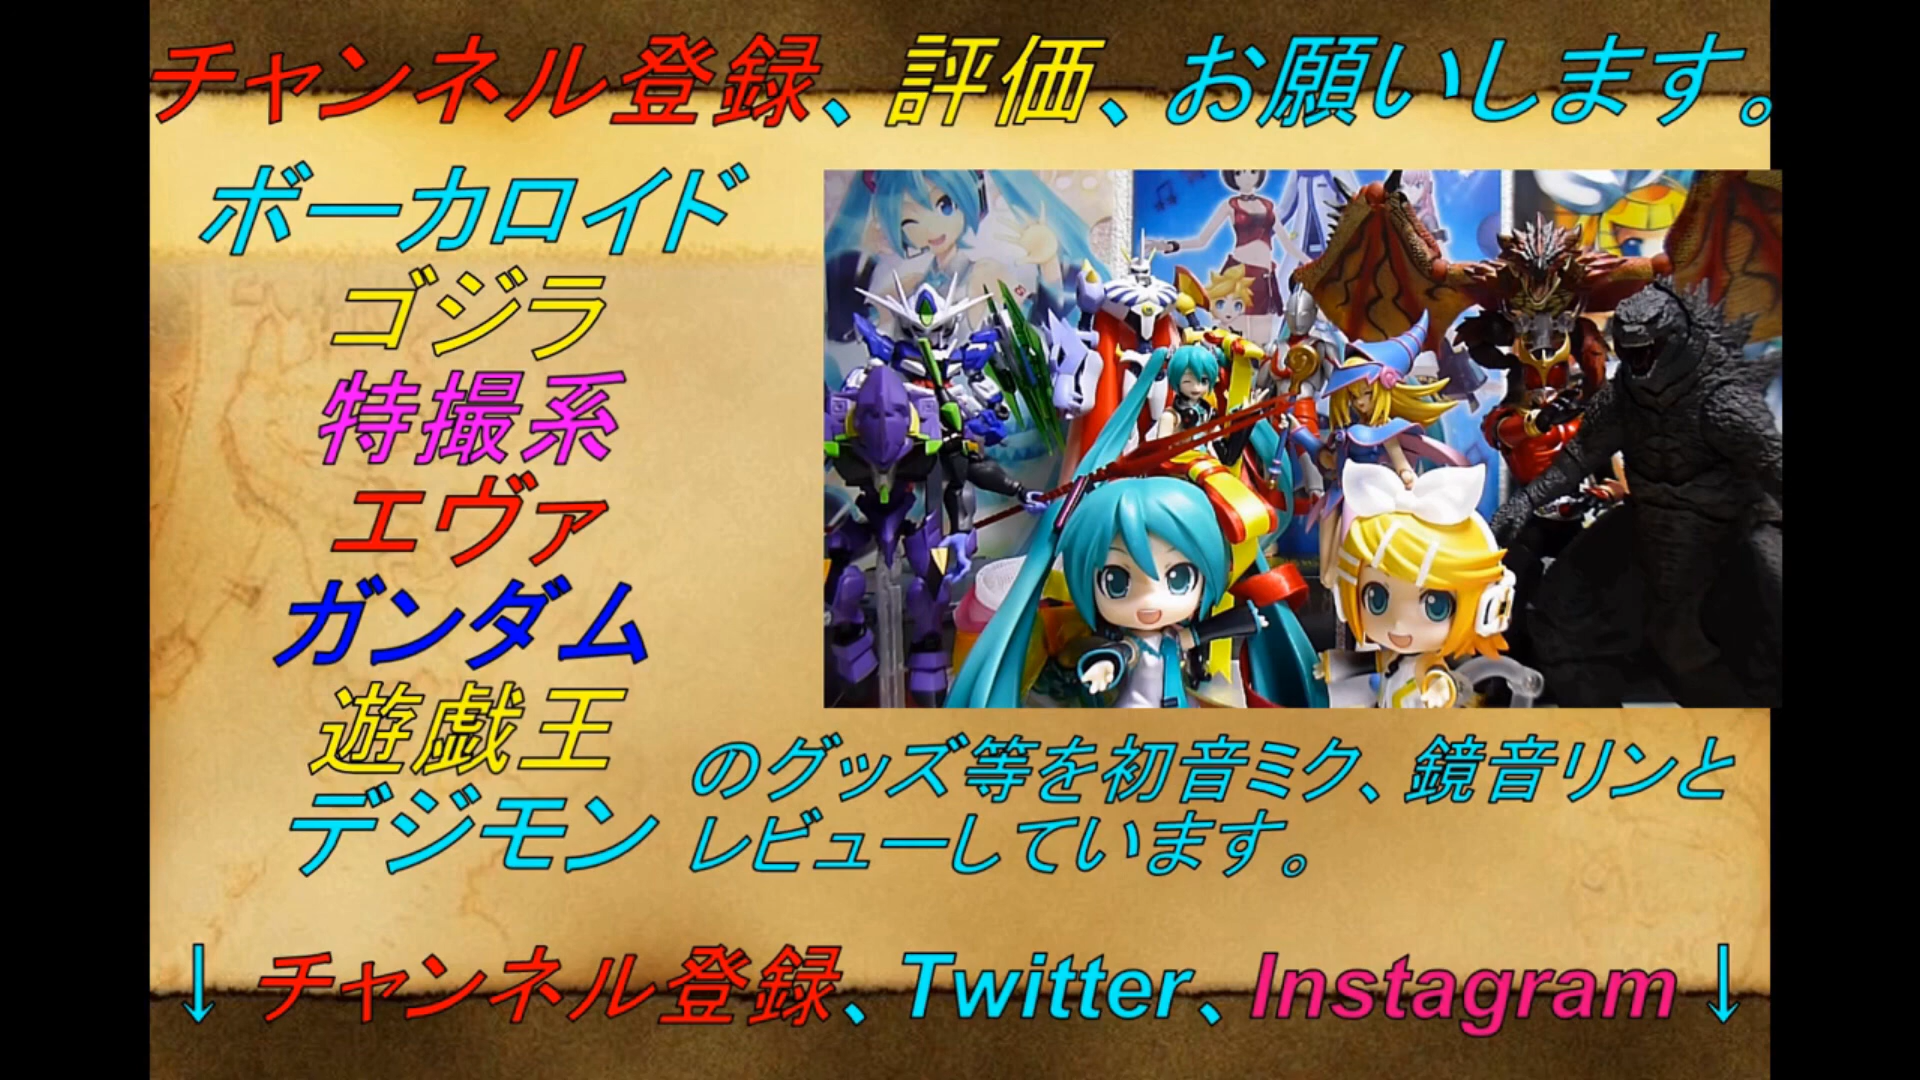 チャンネル登録、評価、お願いします。
ボーカロイド
ゴジラ
特撮系
エヴァ
ガンダム
遊戯王
デジモン
のグッズ等を初音ミク、鏡音リンと
レビューしています。
↓チャンネル登録、Twitter、Instagram↓